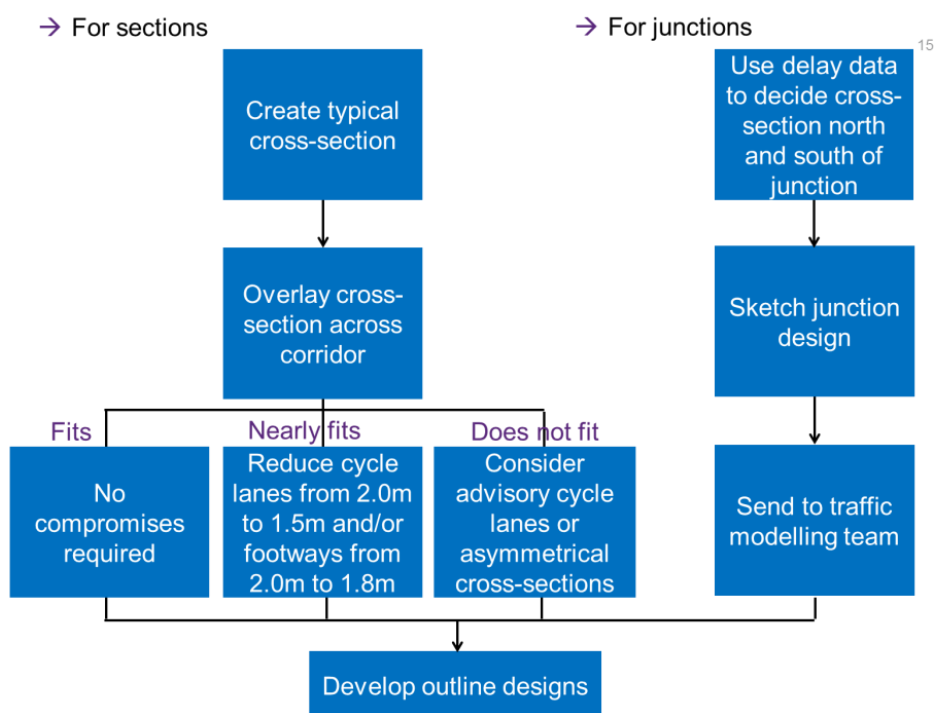 → For sections
→ For junctions
15
Create typical
cross-section
Use delay data
to decide cross-
section north
and south of
junction
Overlay cross-
section across
corridor
Sketch junction
design
Fits
Nearly fits
Does not fit
No
compromises
required
Reduce cycle
lanes from 2.0m
to 1.5m and/or
footways from
2.0m to 1.8m
Consider
advisory cycle
lanes or
asymmetrical
cross-sections
Send to traffic
modelling team
Develop outline designs